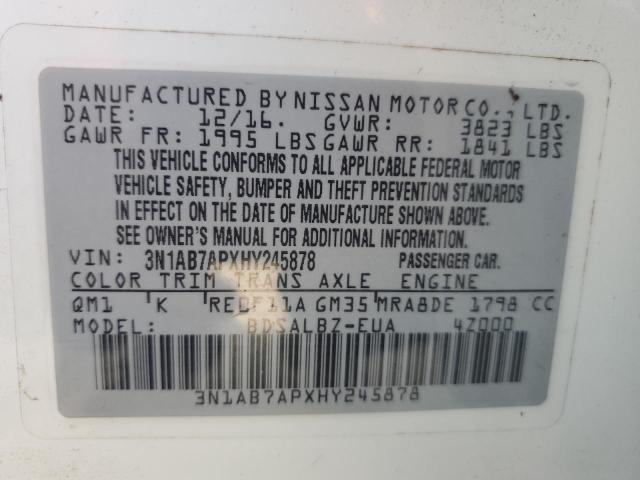 MANUFACTURED BY NISSAN MOTOR CO., LTD.
DATE: 12/16. GVWR: 3823 LBS
GAWR FR: 1995 LBS GAWR RR: 1841 LBS
THIS VEHICLE CONFORMS TO ALL APPLICABLE FEDERAL MOTOR
VEHICLE SAFETY, BUMPER AND THEFT PREVENTION STANDARDS
IN EFFECT ON THE DATE OF MANUFACTURE SHOWN ABOVE.
SEE OWNER'S MANUAL FOR ADDITIONAL INFORMATION.
VIN: 3N1AB7APXHY245878 PASSENGER CAR.
COLOR TRIM TRANS AXLE ENGINE
QM1 K RE0F11A GM35 MRA8DE 1798 CC
MODEL: BDSALBZ-EUA 4Z000
3N1AB7APXHY245878